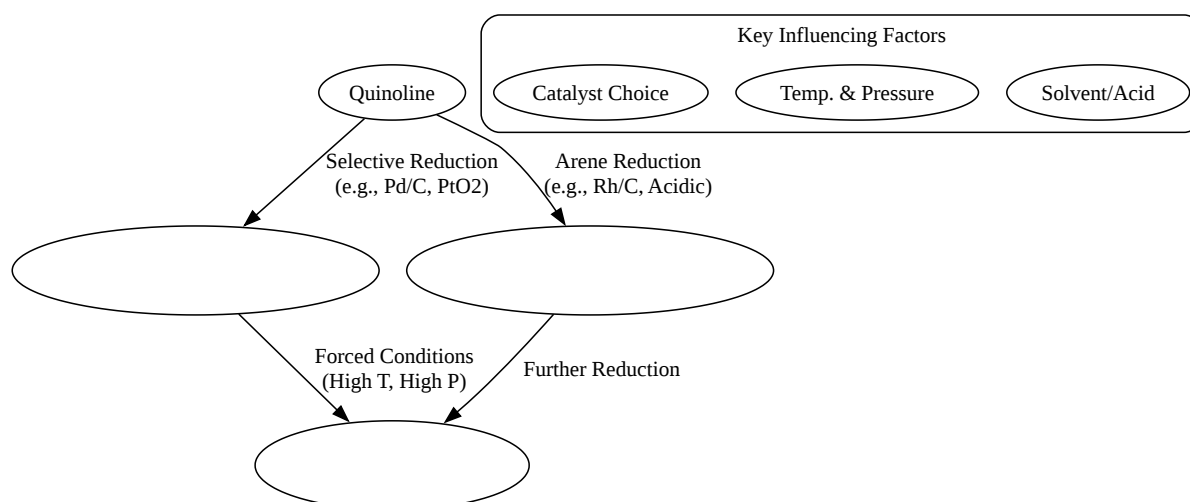 Key Influencing Factors
Quinoline
Catalyst Choice
Temp. & Pressure
Solvent/Acid
Selective Reduction
(e.g., Pd/C, PtO2)
Arene Reduction
(e.g., Rh/C, Acidic)
Forced Conditions
(High T, High P)
Further Reduction